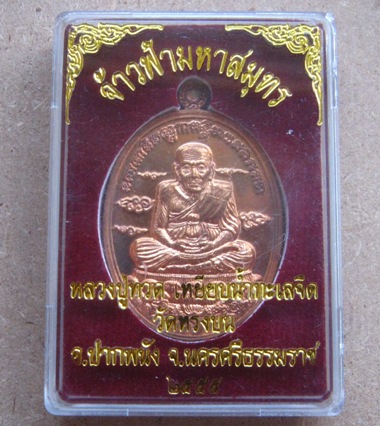 จ้าวฟ้ามหาสมุทร
หลวงปู่ทวด เหยียบน้ำทะเลจืด
วัดทรงบน
อ.ปากพนัง จ.นครศรีธรรมราช
๒๕๕๕